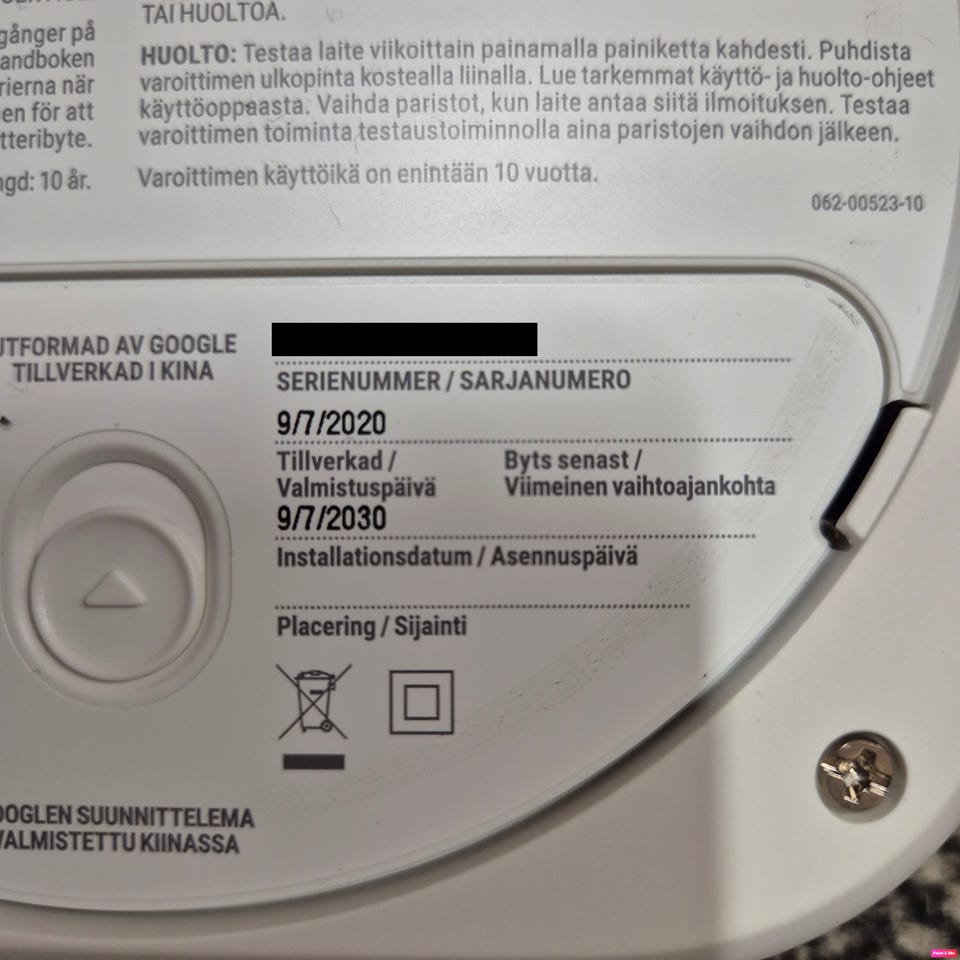 gånger på
andboken
rierna när
en för att
tteribyte.
ngd: 10 år.
TAI HUOLTOA.
HUOLTO: Testaa laite viikoittain painamalla painiketta kahdesti. Puhdista
varoittimen ulkopinta kostealla liinalla. Lue tarkemmat käyttö- ja huolto-ohjeet
käyttöoppaasta. Vaihda paristot, kun laite antaa siitä ilmoituksen. Testaa
varoittimen toiminta testaustoiminnolla aina paristojen vaihdon jälkeen.
Varoittimen käyttöikä on enintään 10 vuotta.
062-00523-10
UTFORMAD AV GOOGLE
TILLVERKAD I KINA
SERIENUMMER / SARJANUMERO
9/7/2020
Tillverkad /
Valmistuspäivä
Byts senast /
Viimeinen vaihtoajankohta
9/7/2030
Installationsdatum / Asennuspäivä
Placering / Sijainti
OOGLEN SUUNNITTELEMA
VALMISTETTU KIINASSA